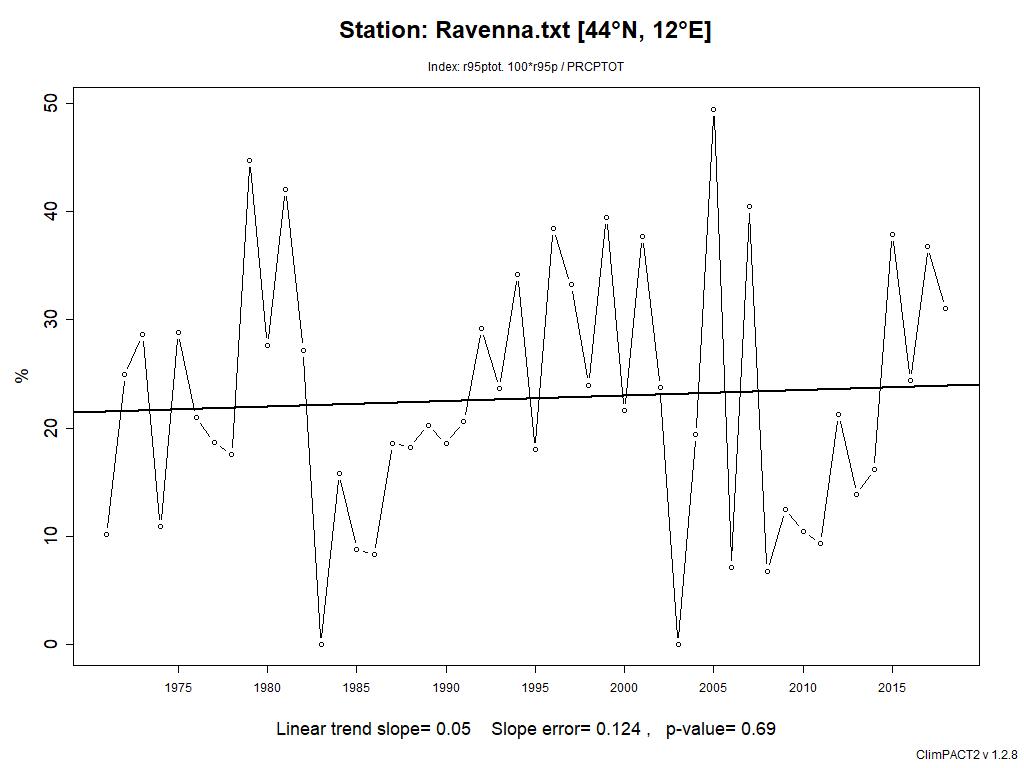 Station: Ravenna.txt [44°N, 12°E]
Index: r95ptot. 100*r95p / PRCPTOT
50
40
30
%
20
10
0
1975 1980 1985 1990 1995 2000 2005 2010 2015
Linear trend slope= 0.05 Slope error= 0.124 , p-value= 0.69
ClimPACT2 v 1.2.8